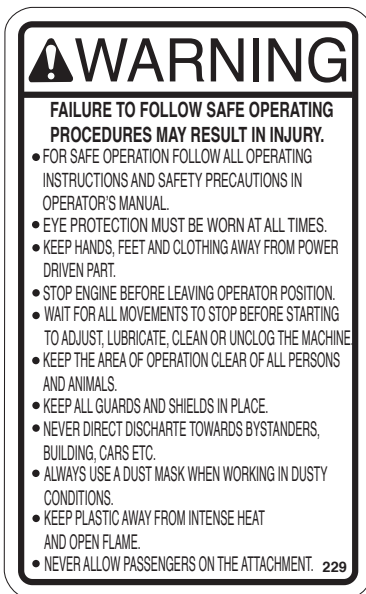 WARNING
FAILURE TO FOLLOW SAFE OPERATING
PROCEDURES MAY RESULT IN INJURY.
● FOR SAFE OPERATION FOLLOW ALL OPERATING
INSTRUCTIONS AND SAFETY PRECAUTIONS IN
OPERATOR'S MANUAL.
● EYE PROTECTION MUST BE WORN AT ALL TIMES.
● KEEP HANDS, FEET AND CLOTHING AWAY FROM POWER
DRIVEN PART.
● STOP ENGINE BEFORE LEAVING OPERATOR POSITION.
● WAIT FOR ALL MOVEMENTS TO STOP BEFORE STARTING
TO ADJUST, LUBRICATE, CLEAN OR UNCLOG THE MACHINE.
● KEEP THE AREA OF OPERATION CLEAR OF ALL PERSONS
AND ANIMALS.
● KEEP ALL GUARDS AND SHIELDS IN PLACE.
● NEVER DIRECT DISCHARTE TOWARDS BYSTANDERS,
BUILDING, CARS ETC.
● ALWAYS USE A DUST MASK WHEN WORKING IN DUSTY
CONDITIONS.
● KEEP PLASTIC AWAY FROM INTENSE HEAT
AND OPEN FLAME.
● NEVER ALLOW PASSENGERS ON THE ATTACHMENT. 229